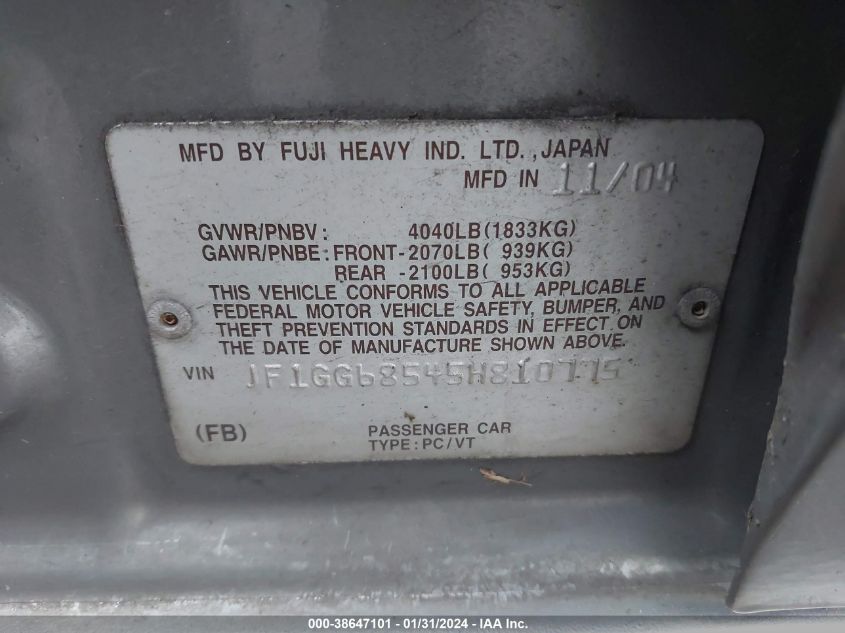 MFD BY FUJI HEAVY IND. LTD., JAPAN
MFD IN 11/04
GVWR/PNBV: 4040LB(1833KG)
GAWR/PNBE: FRONT-2070LB( 939KG)
REAR -2100LB( 953KG)
THIS VEHICLE CONFORMS TO ALL APPLICABLE
FEDERAL MOTOR VEHICLE SAFETY, BUMPER, AND
THEFT PREVENTION STANDARDS IN EFFECT ON
THE DATE OF MANUFACTURE SHOWN ABOVE.
VIN JF1GG68545H810775
(FB) PASSENGER CAR
TYPE: PC/VT
000-38647101 - 01/31/2024 - IAA Inc.